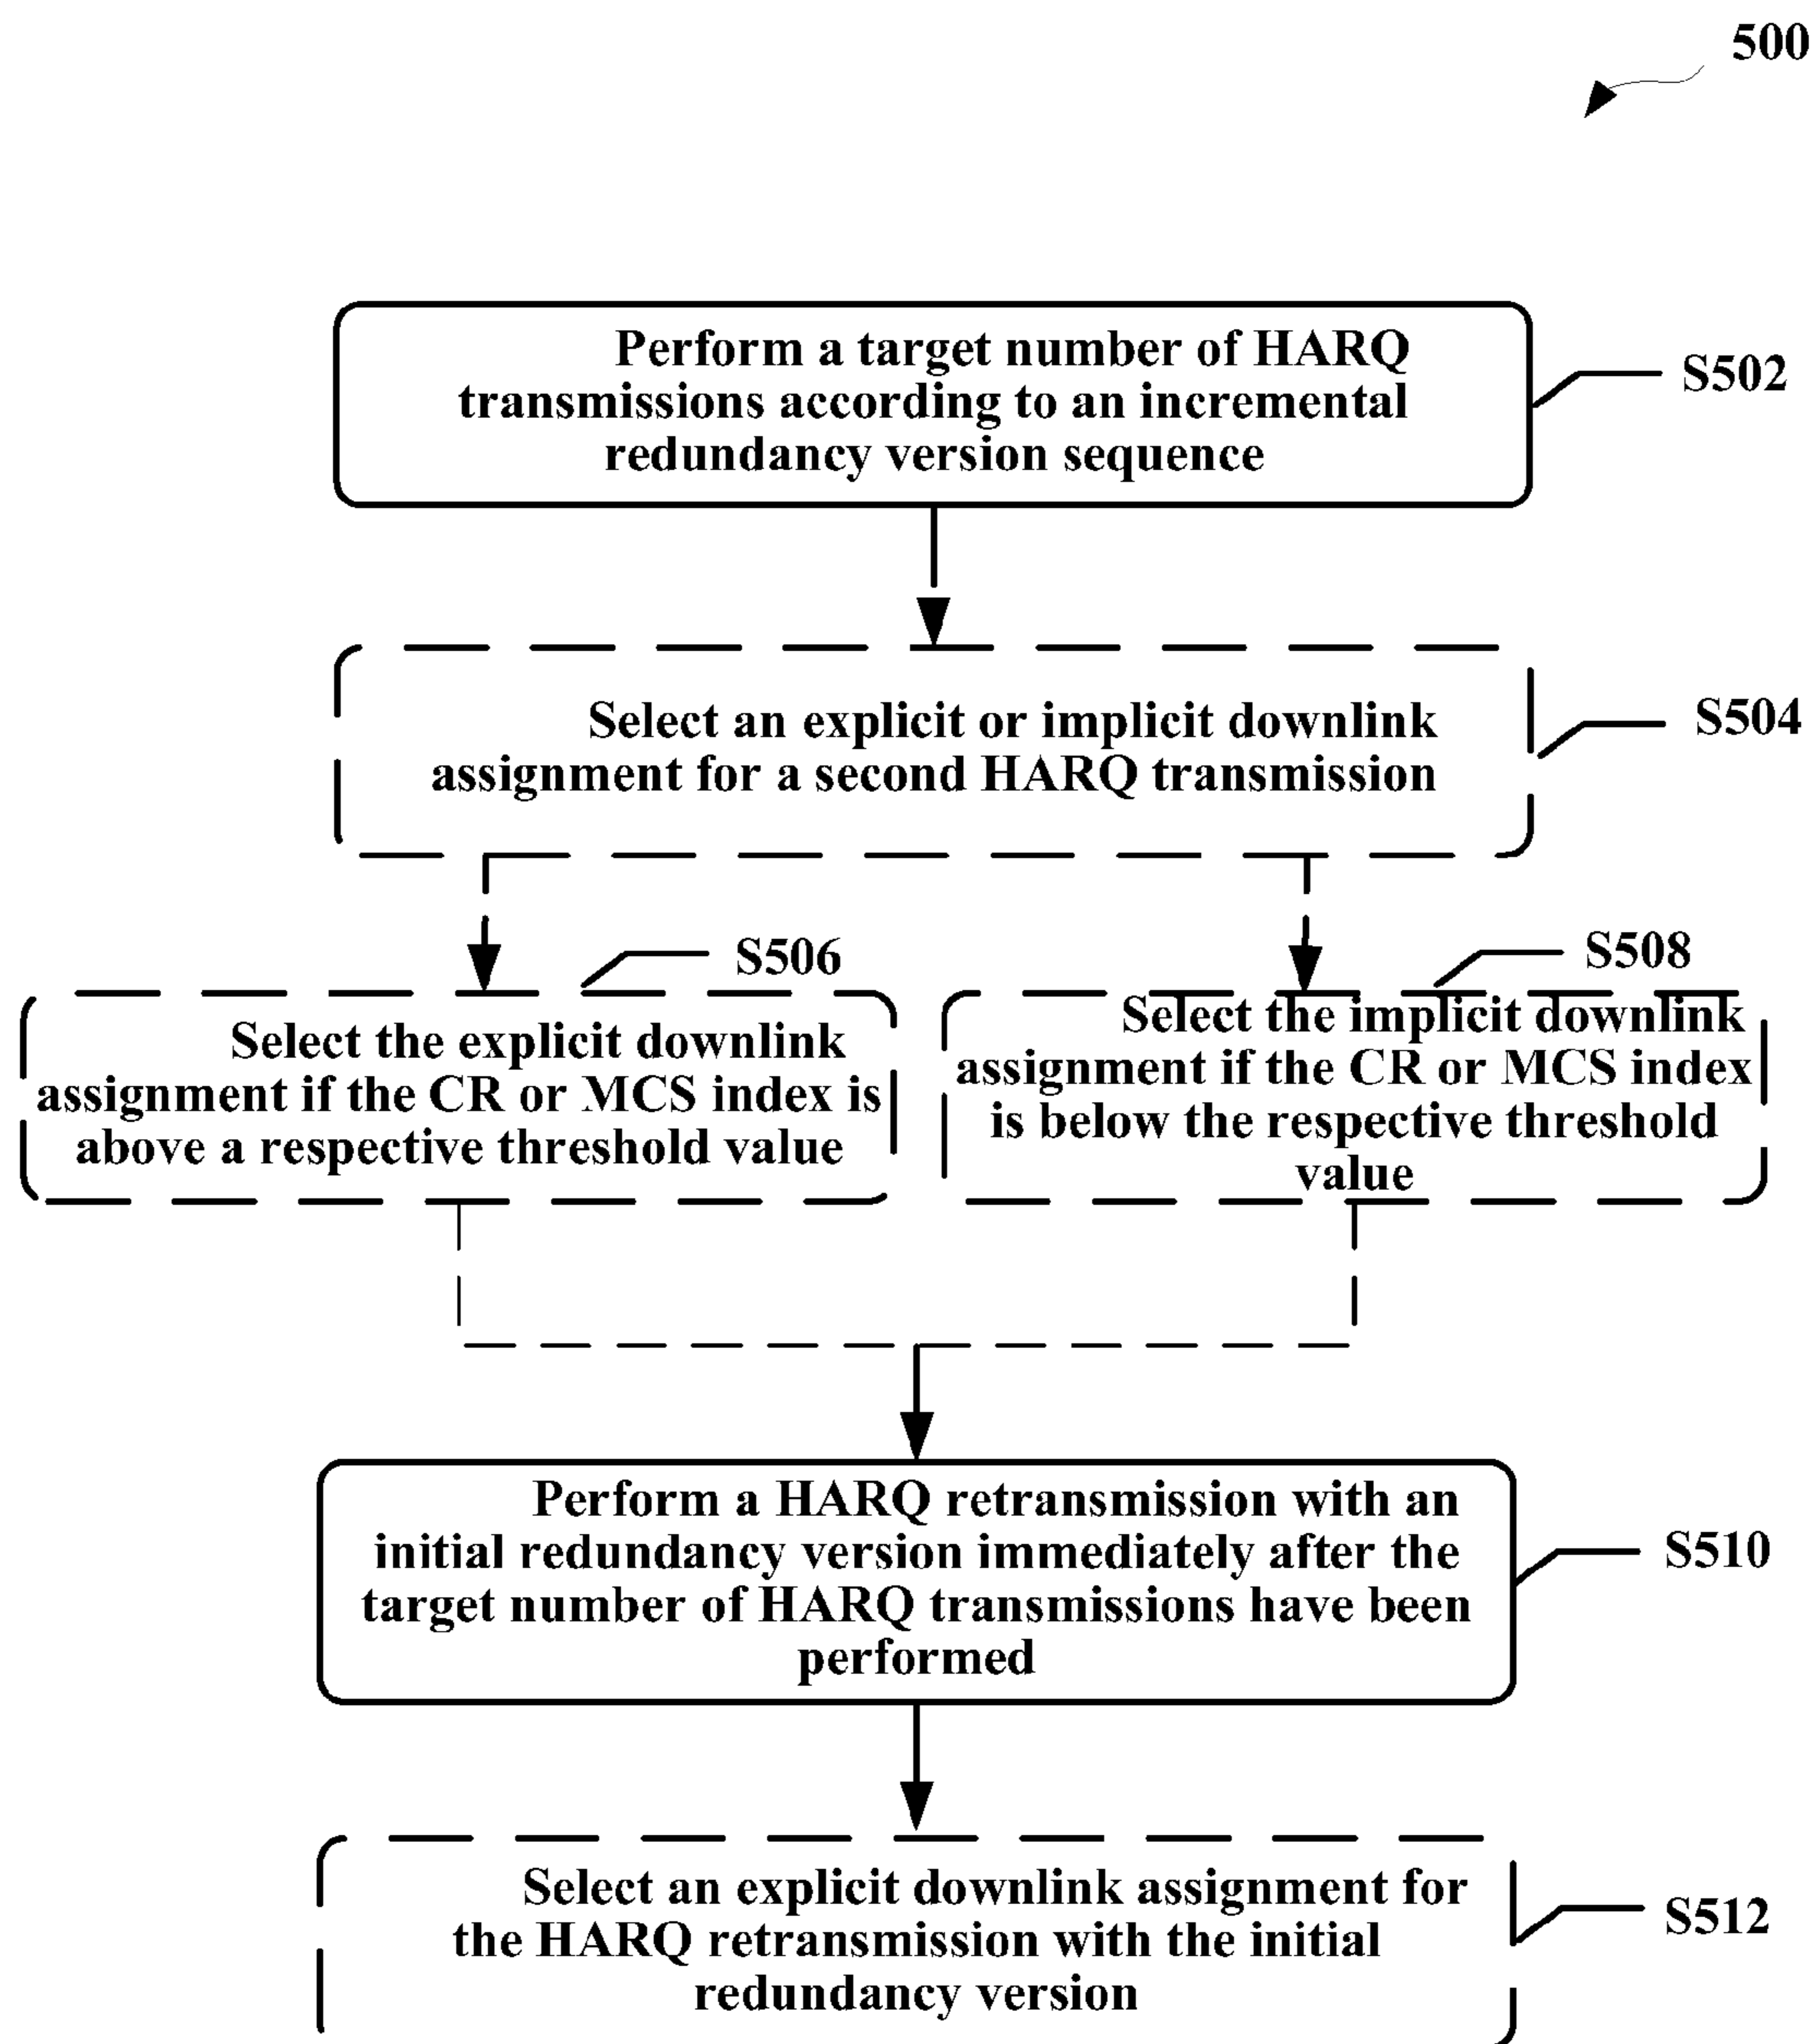 500
Perform a target number of HARQ
transmissions according to an incremental
redundancy version sequence
S502
Select an explicit or implicit downlink
assignment for a second HARQ transmission
S504
S506
Select the explicit downlink
assignment if the CR or MCS index is
above a respective threshold value
S508
Select the implicit downlink
assignment if the CR or MCS index
is below the respective threshold
value
Perform a HARQ retransmission with an
initial redundancy version immediately after the
target number of HARQ transmissions have been
performed
S510
Select an explicit downlink assignment for
the HARQ retransmission with the initial
redundancy version
S512